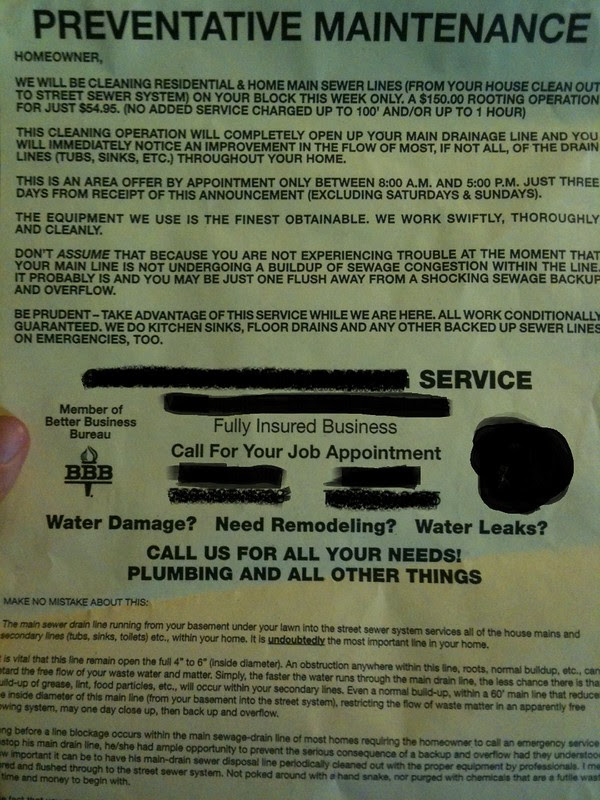 PREVENTATIVE MAINTENANCE
HOMEOWNER,
WE WILL BE CLEANING RESIDENTIAL & HOME MAIN SEWER LINES (FROM YOUR HOUSE CLEAN OUT
TO STREET SEWER SYSTEM) ON YOUR BLOCK THIS WEEK ONLY. A $150.00 ROOTING OPERATION
FOR JUST $54.95. (NO ADDED SERVICE CHARGED UP TO 100' AND/OR UP TO 1 HOUR)
THIS CLEANING OPERATION WILL COMPLETELY OPEN UP YOUR MAIN DRAINAGE LINE AND YOU
WILL IMMEDIATELY NOTICE AN IMPROVEMENT IN THE FLOW OF MOST, IF NOT ALL, OF THE DRAIN
LINES (TUBS, SINKS, ETC.) THROUGHOUT YOUR HOME.
THIS IS AN AREA OFFER BY APPOINTMENT ONLY BETWEEN 8:00 A.M. AND 5:00 P.M. JUST THREE
DAYS FROM RECEIPT OF THIS ANNOUNCEMENT (EXCLUDING SATURDAYS & SUNDAYS).
THE EQUIPMENT WE USE IS THE FINEST OBTAINABLE. WE WORK SWIFTLY, THOROUGHLY
AND CLEANLY.
DON'T ASSUME THAT BECAUSE YOU ARE NOT EXPERIENCING TROUBLE AT THE MOMENT THAT
YOUR MAIN LINE IS NOT UNDERGOING A BUILDUP OF SEWAGE CONGESTION WITHIN THE LINE.
IT PROBABLY IS AND YOU MAY BE JUST ONE FLUSH AWAY FROM A SHOCKING SEWAGE BACKUP
AND OVERFLOW.
BE PRUDENT – TAKE ADVANTAGE OF THIS SERVICE WHILE WE ARE HERE. ALL WORK CONDITIONALLY
GUARANTEED. WE DO KITCHEN SINKS, FLOOR DRAINS AND ANY OTHER BACKED UP SEWER LINES
ON EMERGENCIES, TOO.
SERVICE
Member of
Better Business
Bureau
BBB
Fully Insured Business
Call For Your Job Appointment
Water Damage? Need Remodeling? Water Leaks?
CALL US FOR ALL YOUR NEEDS!
PLUMBING AND ALL OTHER THINGS
MAKE NO MISTAKE ABOUT THIS:
The main sewer drain line running from your basement under your lawn into the street sewer system services all of the house mains and
secondary lines (tubs, sinks, toilets) etc., within your home. It is undoubtedly the most important line in your home.
is vital that this line remain open the full 4" to 6" (inside diameter). An obstruction anywhere within this line, roots, normal buildup, etc., can
the free flow of your waste water and matter. Simply, the faster the water runs through the main drain line, the less chance there is
of grease, lint, food particles, etc., will occur within your secondary lines. Even a normal build-up, within a 60' main line that
inside diameter of this main line (from your basement into the street system), restricting the flow of waste matter in an apparently free
system, may one day close up, then back up and overflow.
before a line blockage occurs within the main sewage-drain line of most homes requiring the homeowner to call an emergency service
his main drain line, he/she had ample opportunity to prevent the serious consequence of a backup and overflow had they
important it can be to have his main-drain sewer disposal line periodically cleaned out with the proper equipment by professionals. I
and flushed through to the street sewer system. Not poked around with a hand snake, nor purged with chemicals that are a futile
time and money to begin with.